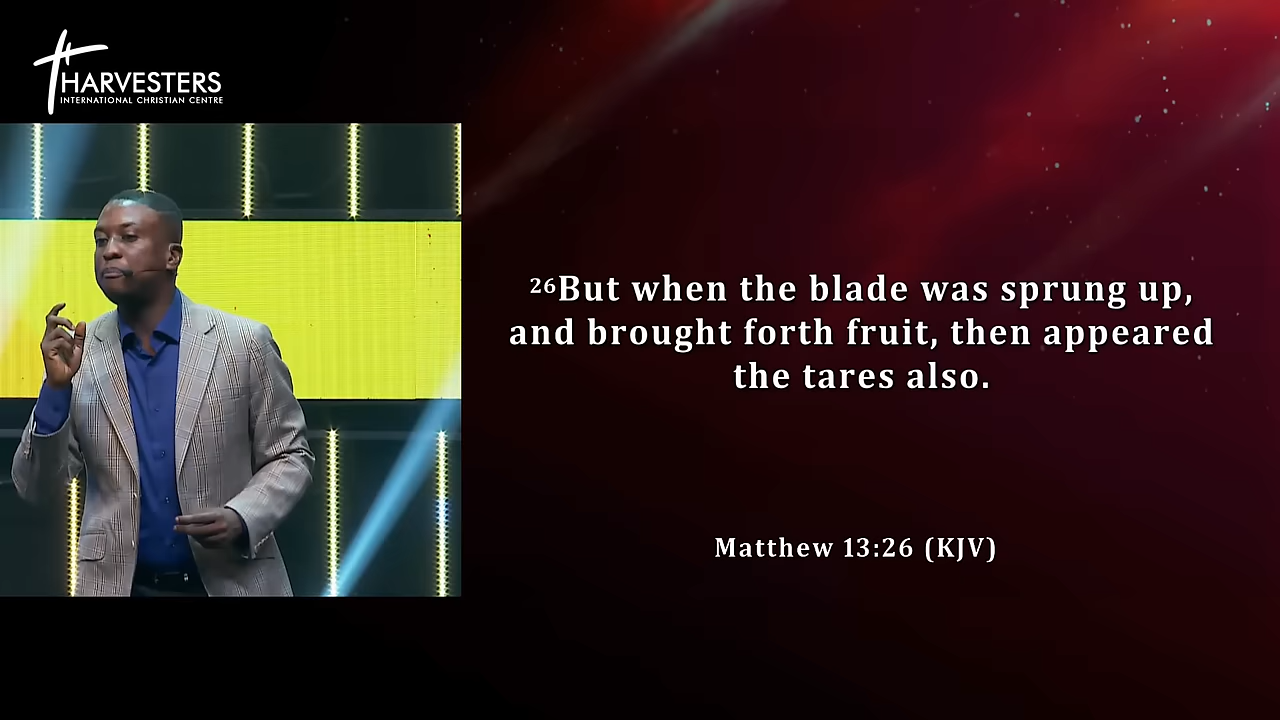 HARVESTERS
INTERNATIONAL CHRISTIAN CENTRE
26But when the blade was sprung up,
and brought forth fruit, then appeared
the tares also.
Matthew 13:26 (KJV)